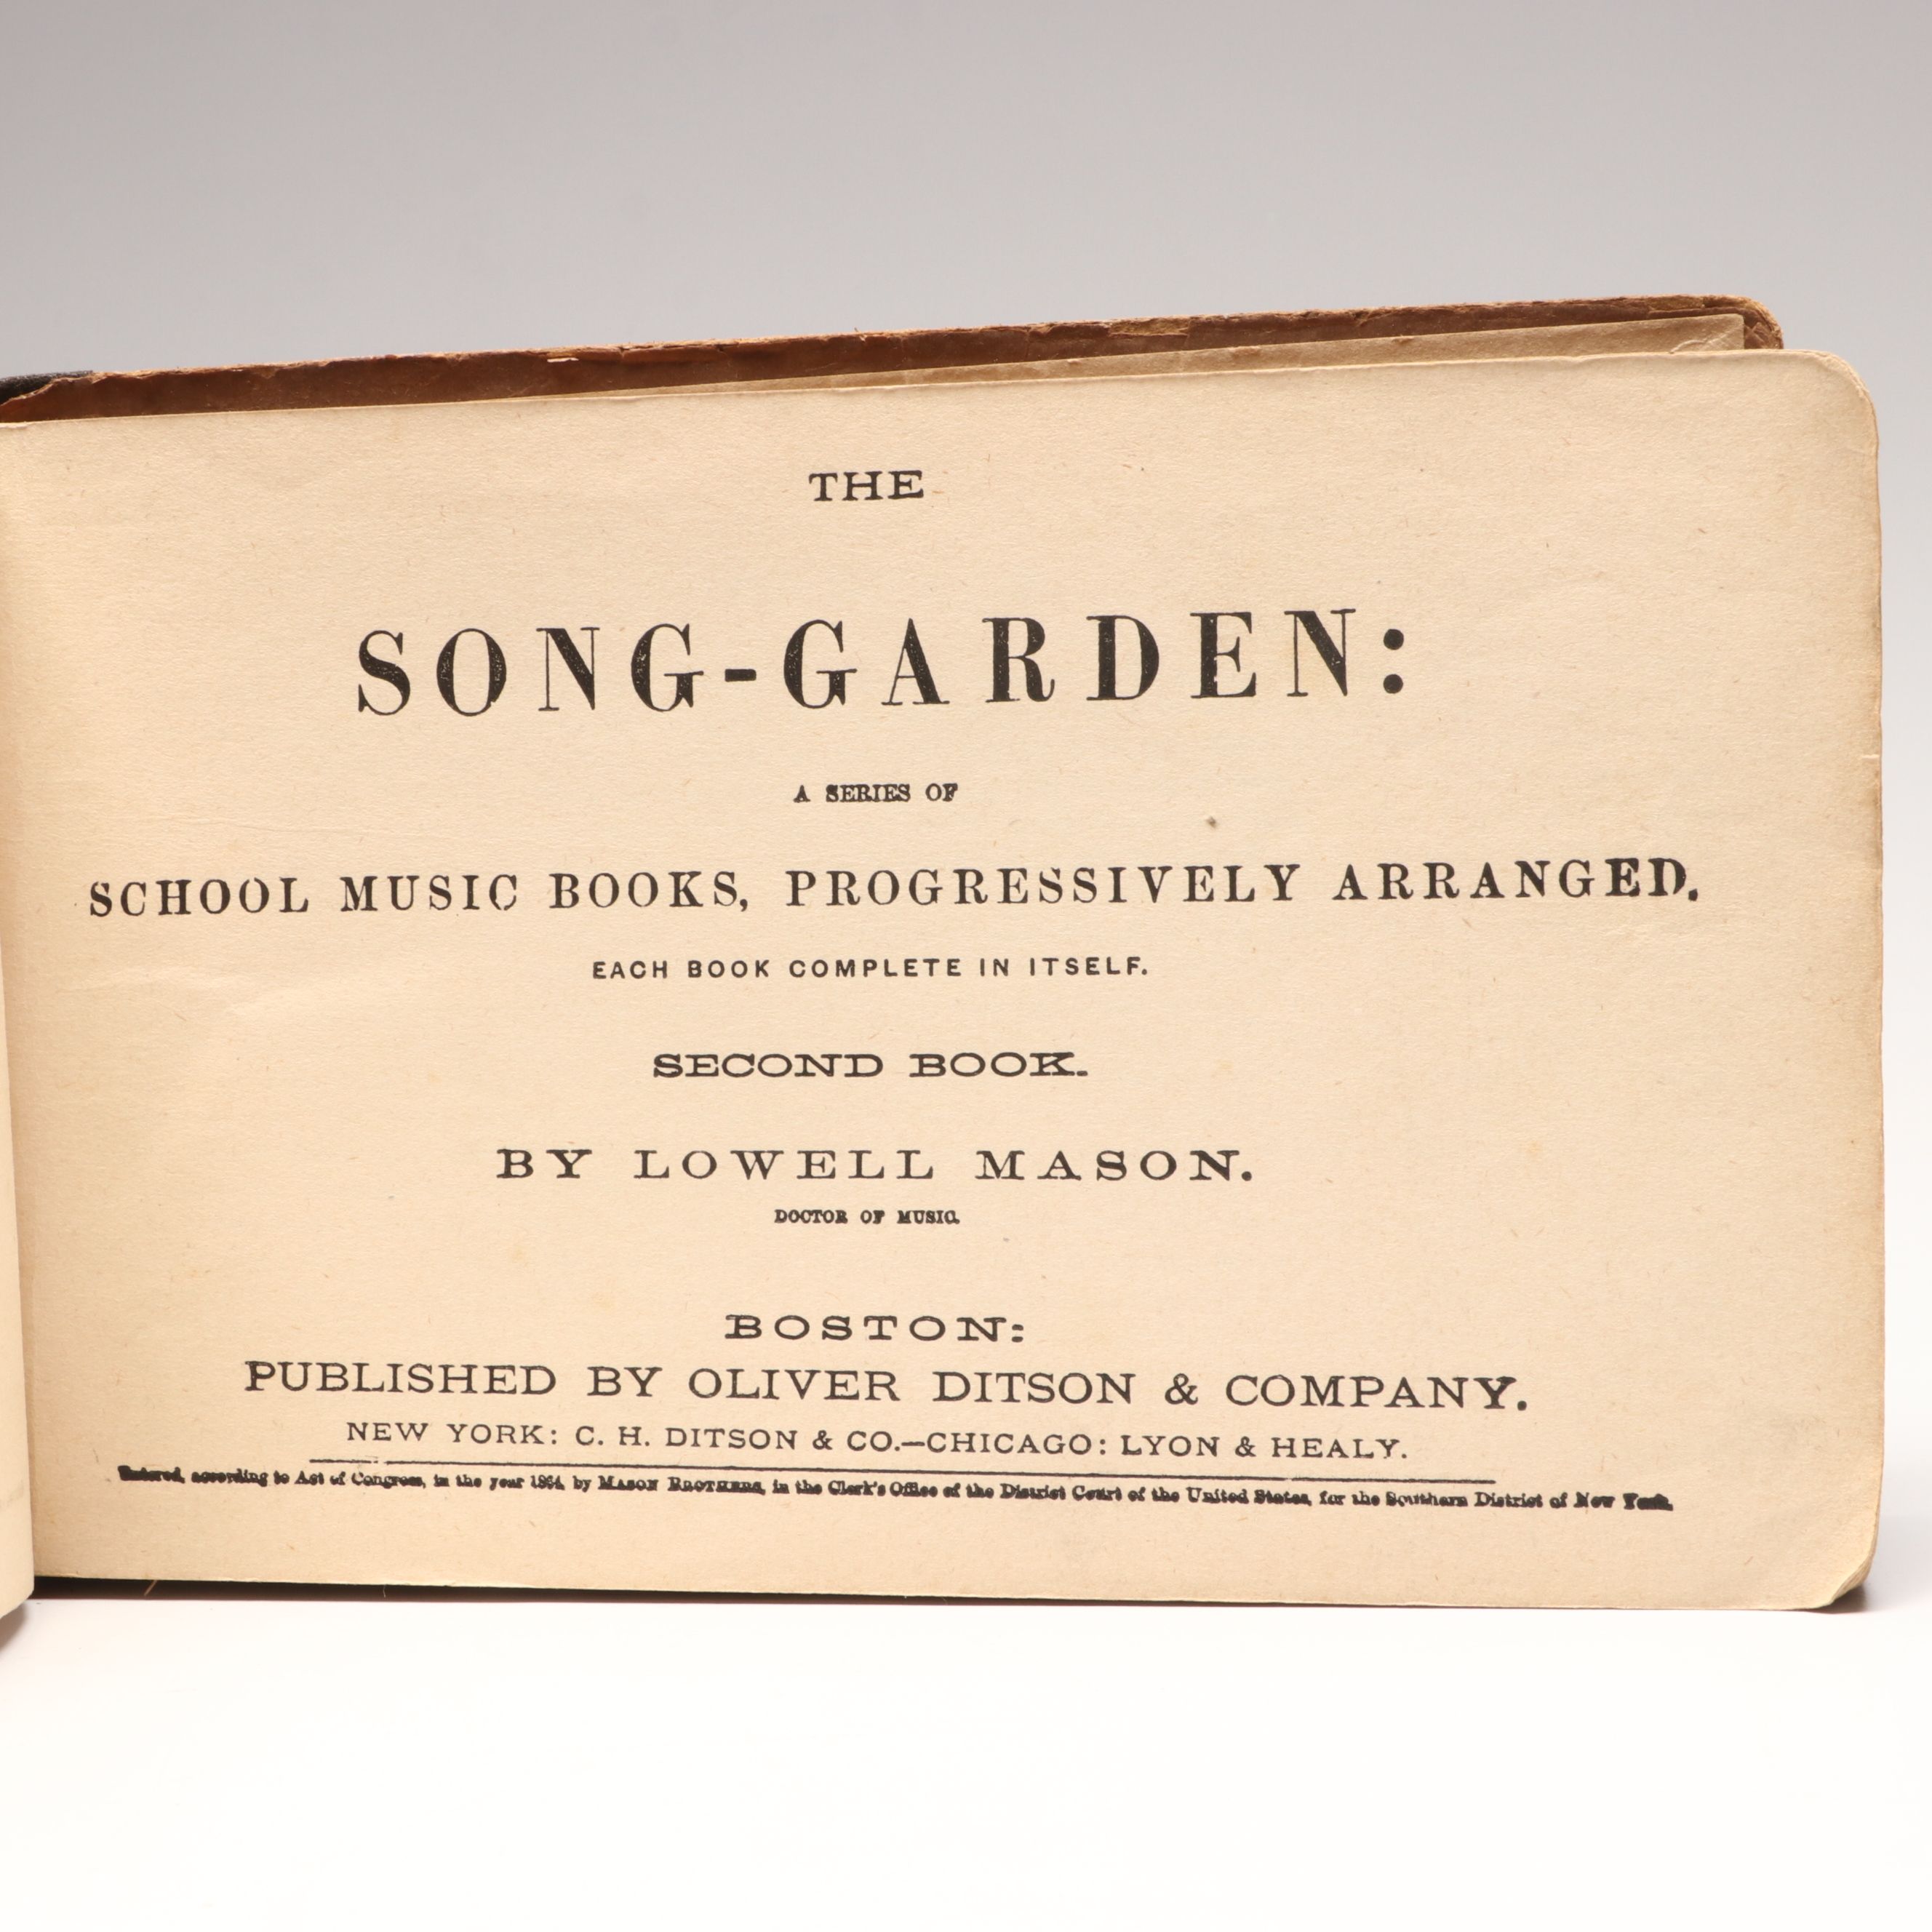 THE
SONG-GARDEN:
A SERIES OF
SCHOOL MUSIC BOOKS, PROGRESSIVELY ARRANGED.
EACH BOOK COMPLETE IN ITSELF.
SECOND BOOK.
BY LOWELL MASON.
DOCTOR OF MUSIC.
BOSTON:
PUBLISHED BY OLIVER DITSON & COMPANY.
NEW YORK: C. H. DITSON & CO.—CHICAGO: LYON & HEALY.
Entered, according to Act of Congress, in the year 1864, by MASON BROTHERS, in the Clerk's Office of the District Court of the United States, for the Southern District of New York.